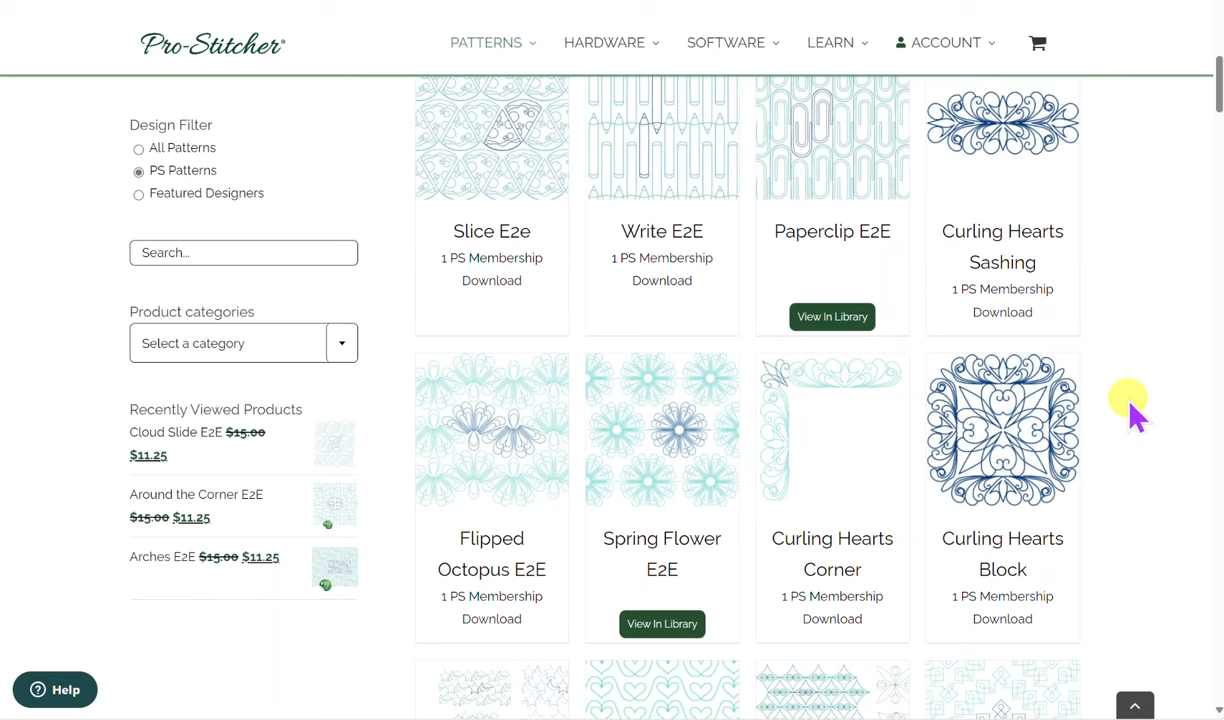 Pro-Stitcher®
PATTERNS HARDWARE SOFTWARE LEARN ACCOUNT
Design Filter
All Patterns
PS Patterns
Featured Designers
Search...
Product categories
Select a category
Recently Viewed Products
Cloud Slide E2E $15.00
$11.25
Around the Corner E2E
$15.00 $11.25
Arches E2E $15.00 $11.25
Slice E2e
1 PS Membership
Download
Write E2E
1 PS Membership
Download
Paperclip E2E
View In Library
Curling Hearts
Sashing
1 PS Membership
Download
Flipped
Octopus E2E
1 PS Membership
Download
Spring Flower
E2E
View In Library
Curling Hearts
Corner
1 PS Membership
Download
Curling Hearts
Block
1 PS Membership
Download
? Help